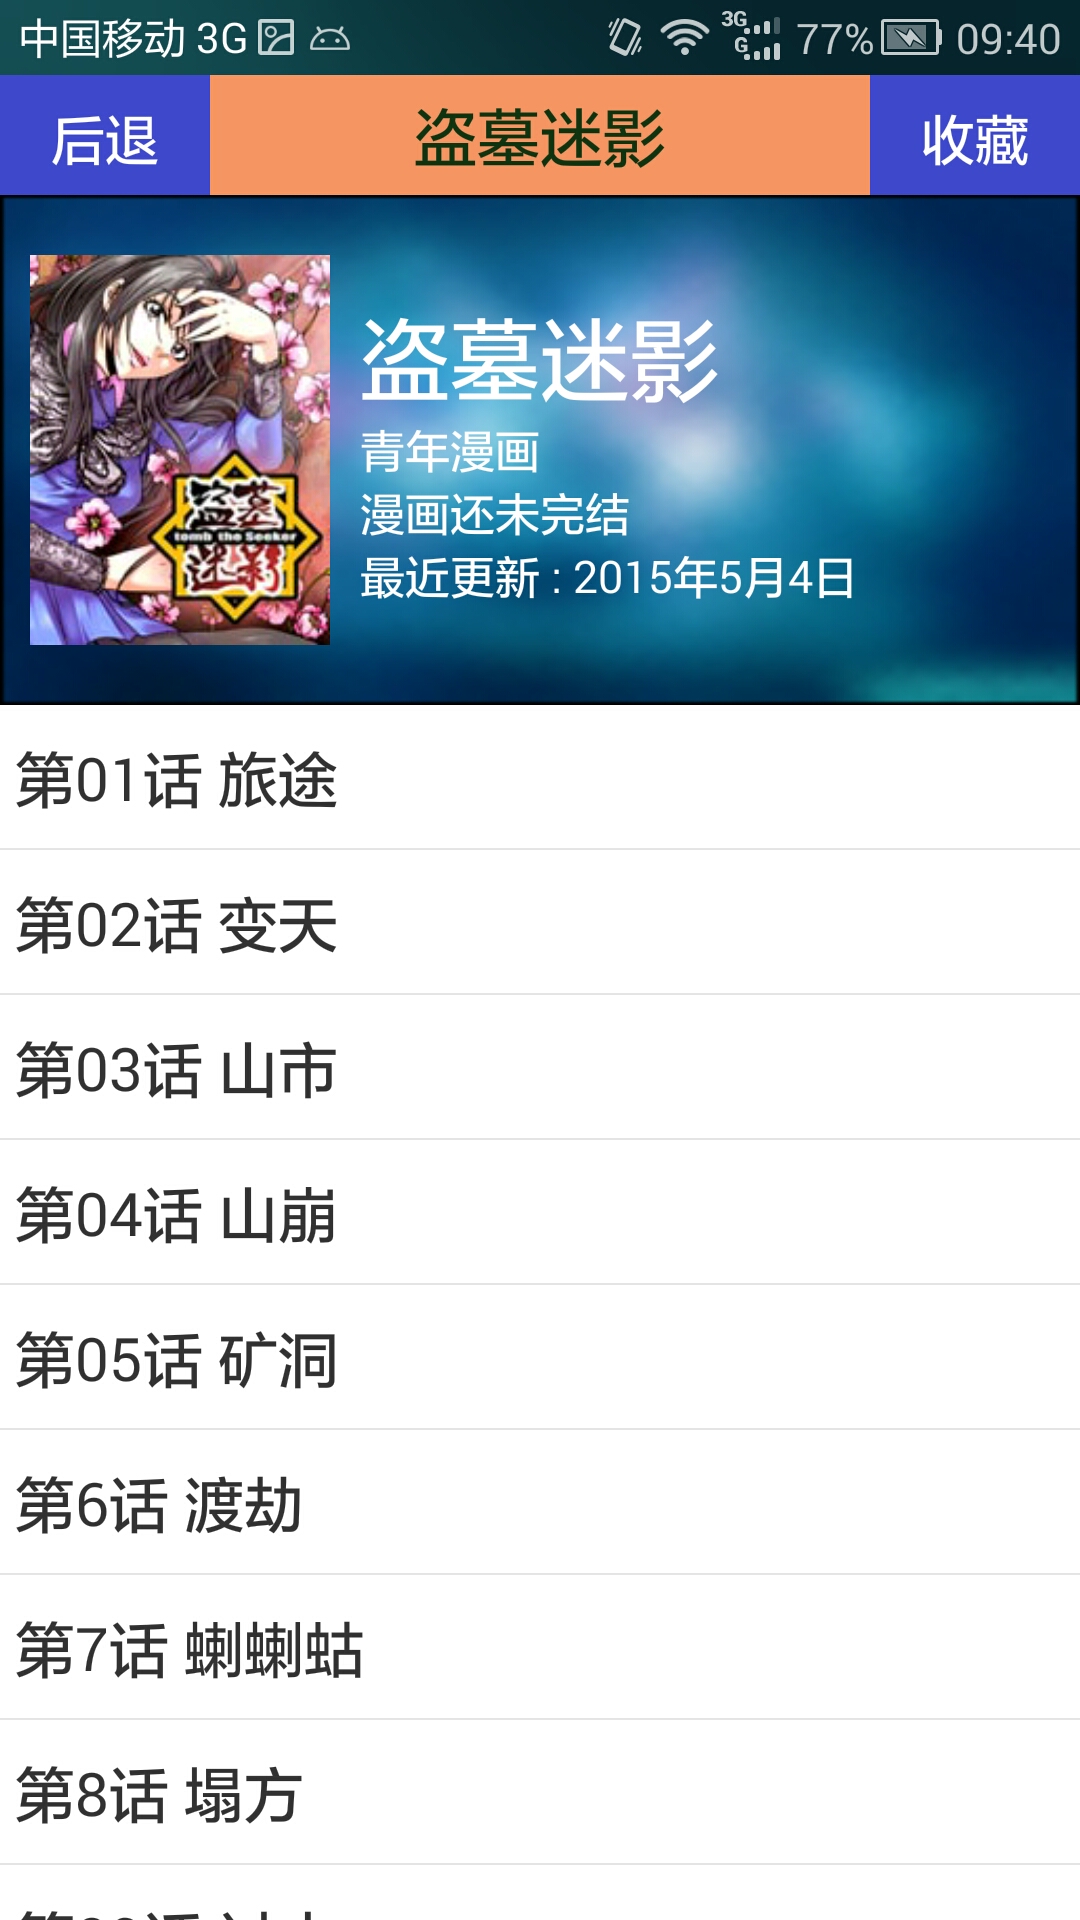 中国移动 3G 3G G 77% 09:40
后退 盗墓迷影 收藏
盗墓迷影
青年漫画
漫画还未完结
最近更新 : 2015年5月4日
盗墓
tomb the Seeker
迷影
第01话 旅途
第02话 变天
第03话 山市
第04话 山崩
第05话 矿洞
第6话 渡劫
第7话 蝲蝲蛄
第8话 塌方